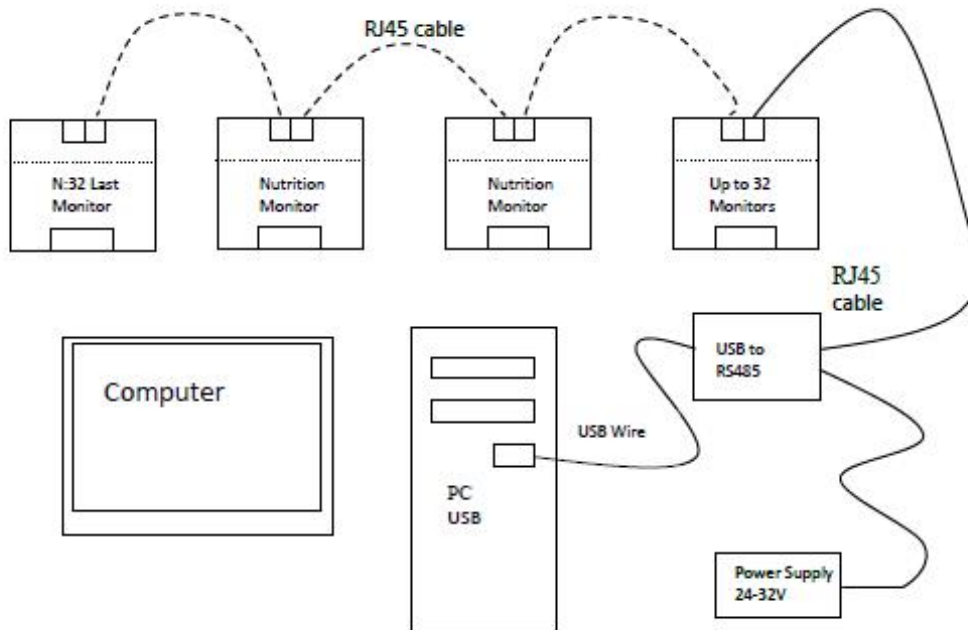 RJ45 cable
N:32 Last
Monitor
Nutrition
Monitor
Nutrition
Monitor
Up to 32
Monitors
RJ45
cable
USB to
RS485
Computer
USB Wire
PC
USB
Power Supply
24-32V